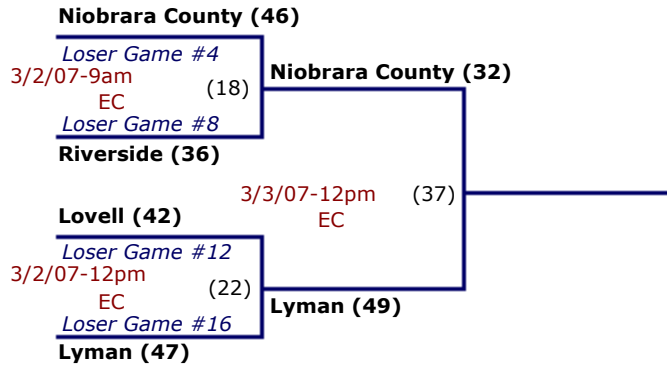 Niobrara County (46)
Loser Game #4
3/2/07-9am
EC
(18)
Loser Game #8
Riverside (36)
Niobrara County (32)
3/3/07-12pm
EC
(37)
Lovell (42)
Loser Game #12
3/2/07-12pm
EC
(22)
Loser Game #16
Lyman (47)
Lyman (49)